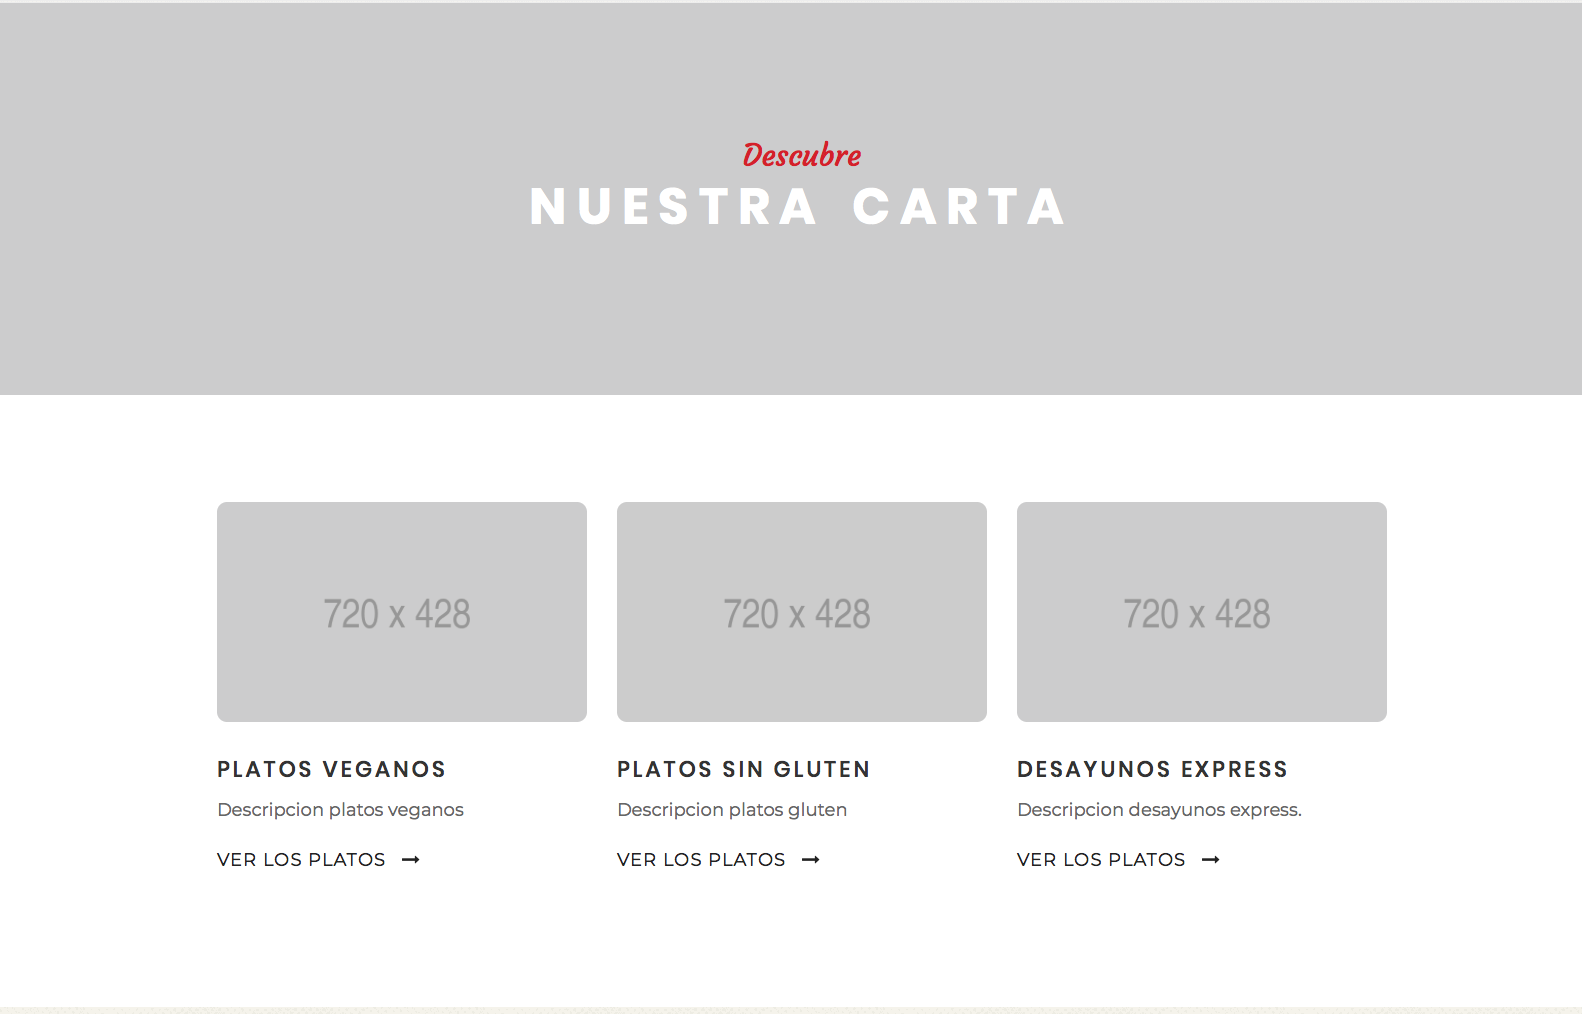 Descubre
NUESTRA CARTA
720 x 428
720 x 428
720 x 428
PLATOS VEGANOS
Descripcion platos veganos
VER LOS PLATOS ➞
PLATOS SIN GLUTEN
Descripcion platos gluten
VER LOS PLATOS ➞
DESAYUNOS EXPRESS
Descripcion desayunos express.
VER LOS PLATOS ➞